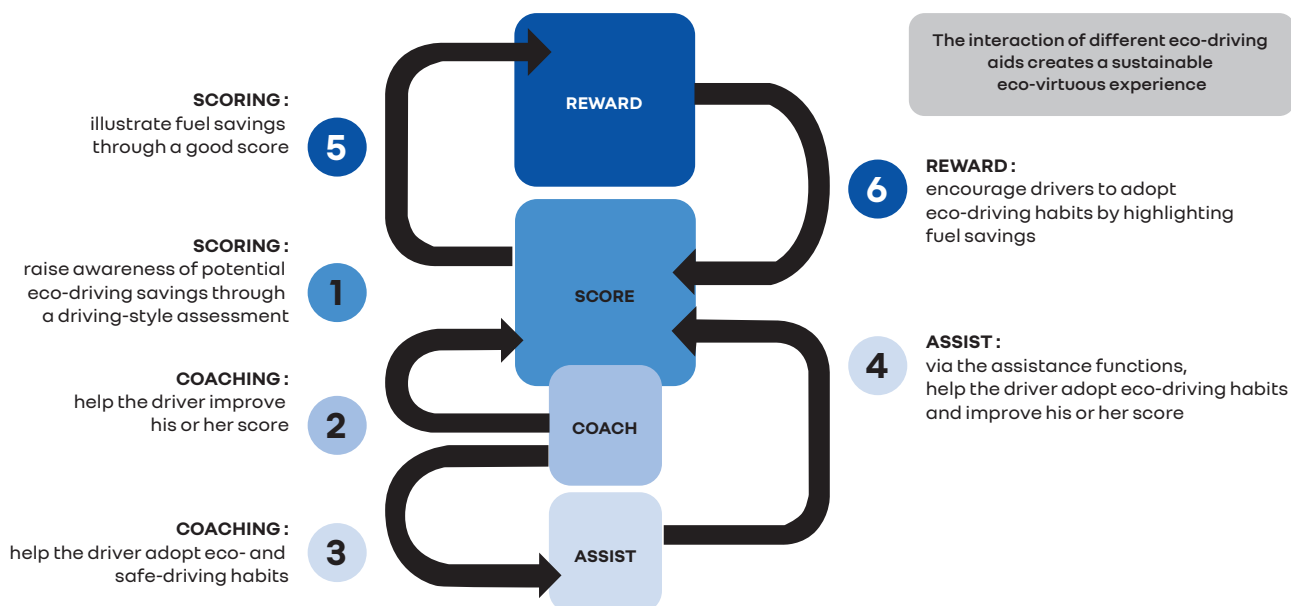 The interaction of different eco-driving
aids creates a sustainable
eco-virtuous experience
REWARD
SCORING :
illustrate fuel savings
through a good score
5
6
REWARD :
encourage drivers to adopt
eco-driving habits by highlighting
fuel savings
SCORING :
raise awareness of potential
eco-driving savings through
a driving-style assessment
1
SCORE
4
ASSIST :
via the assistance functions,
help the driver adopt eco-driving habits
and improve his or her score
COACHING :
help the driver improve
his or her score
2
COACH
COACHING :
help the driver adopt eco- and
safe-driving habits
3
ASSIST